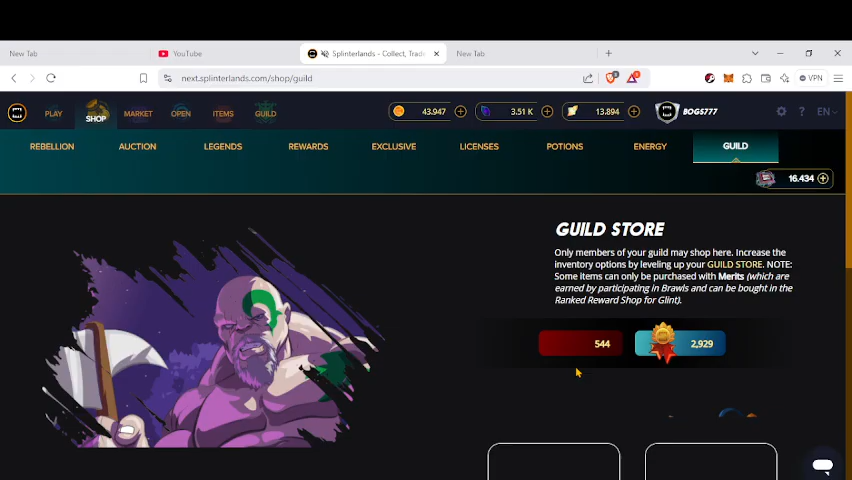 New Tab
YouTube
Splinterlands - Collect, Trad
New Tab
next.splinterlands.com/shop/guild
VPN
PLAY
SHOP
MARKET
OPEN
ITEMS
GUILD
43.947
3.51 K
13.894
BOGS777
EN
REBELLION
AUCTION
LEGENDS
REWARDS
EXCLUSIVE
LICENSES
POTIONS
ENERGY
GUILD
16.434
GUILD STORE
Only members of your guild may shop here. Increase the
inventory options by leveling up your GUILD STORE. NOTE:
Some items can only be purchased with Merits (which are
earned by participating in Brawls and can be bought in the
Ranked Reward Shop for Glint).
544
2,929